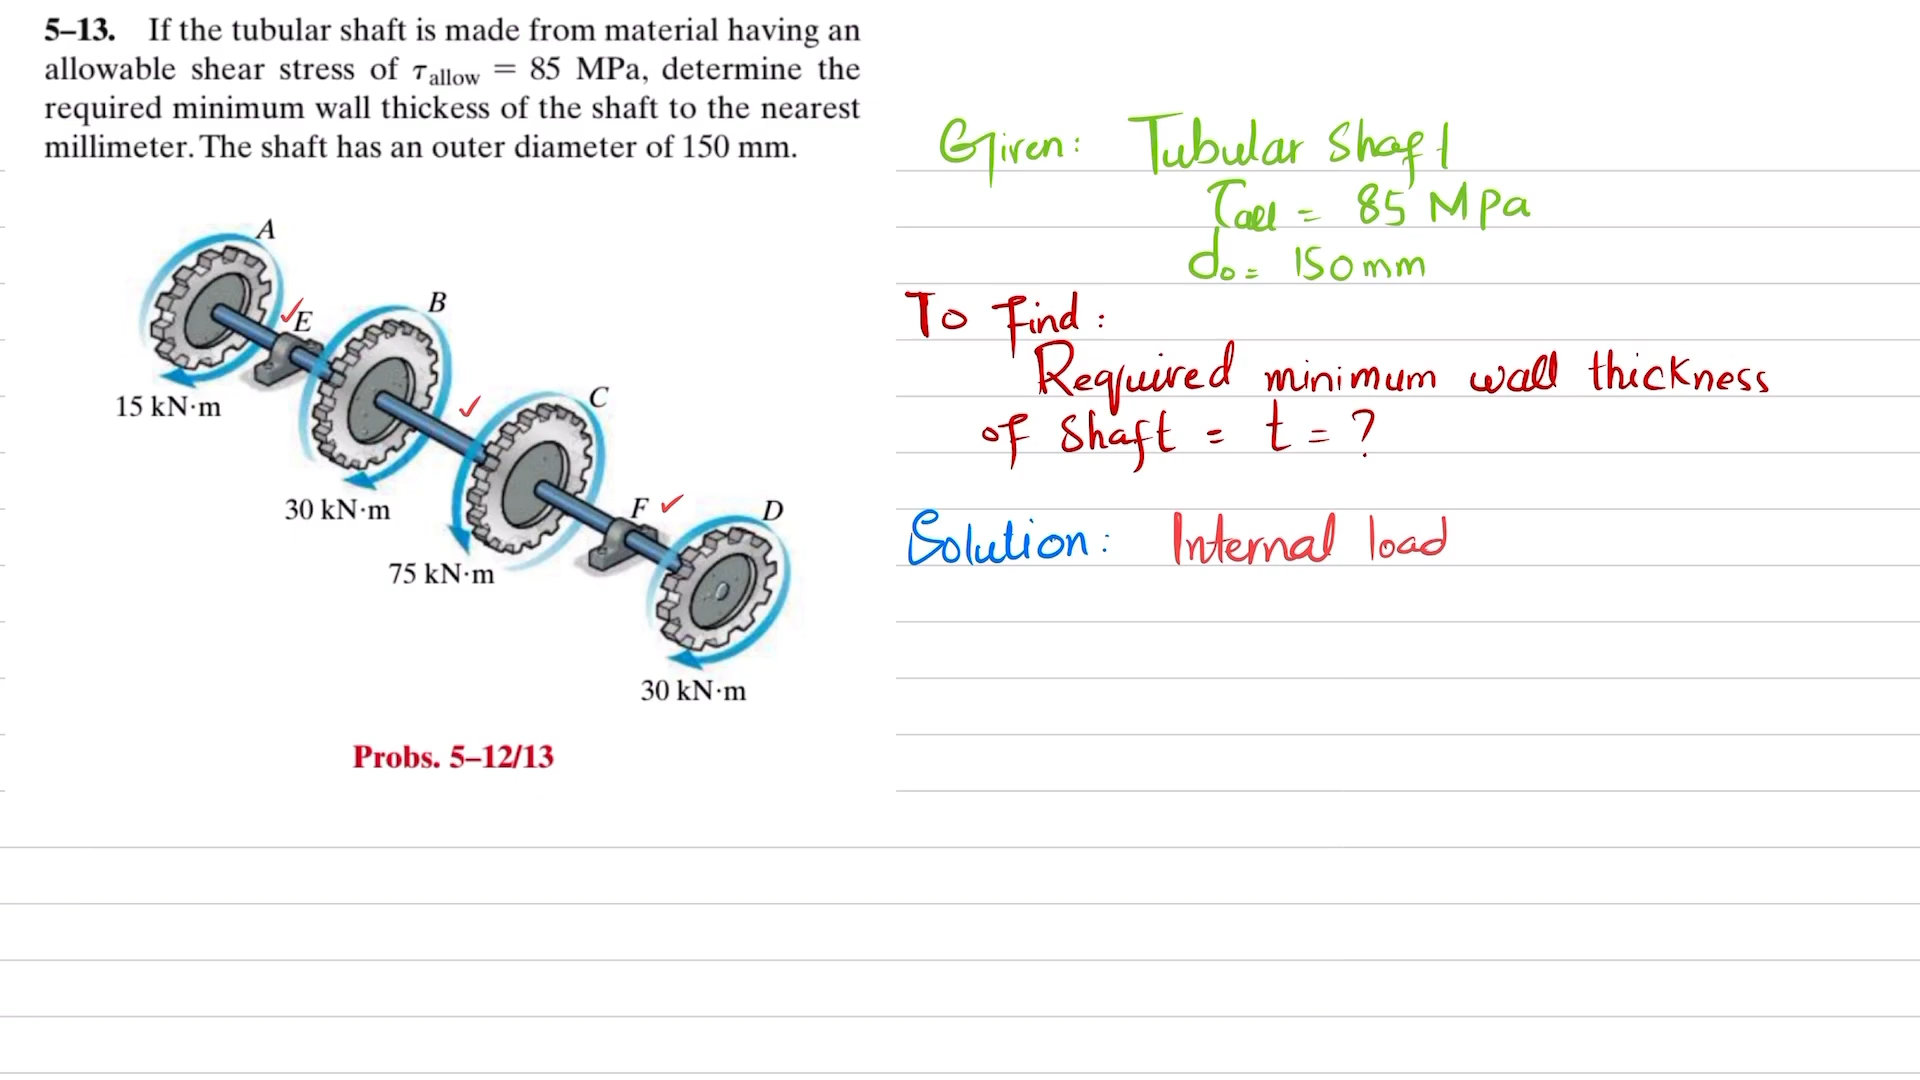 5–13. If the tubular shaft is made from material having an
allowable shear stress of τallow = 85 MPa, determine the
required minimum wall thickess of the shaft to the nearest
millimeter. The shaft has an outer diameter of 150 mm.
A
E
B
15 kN·m
C
30 kN·m
F
D
75 kN·m
30 kN·m
Probs. 5–12/13
Given: Tubular Shaft
τall = 85 MPa
do = 150mm
To Find:
Required minimum wall thickness
of Shaft = t = ?
Solution: Internal load